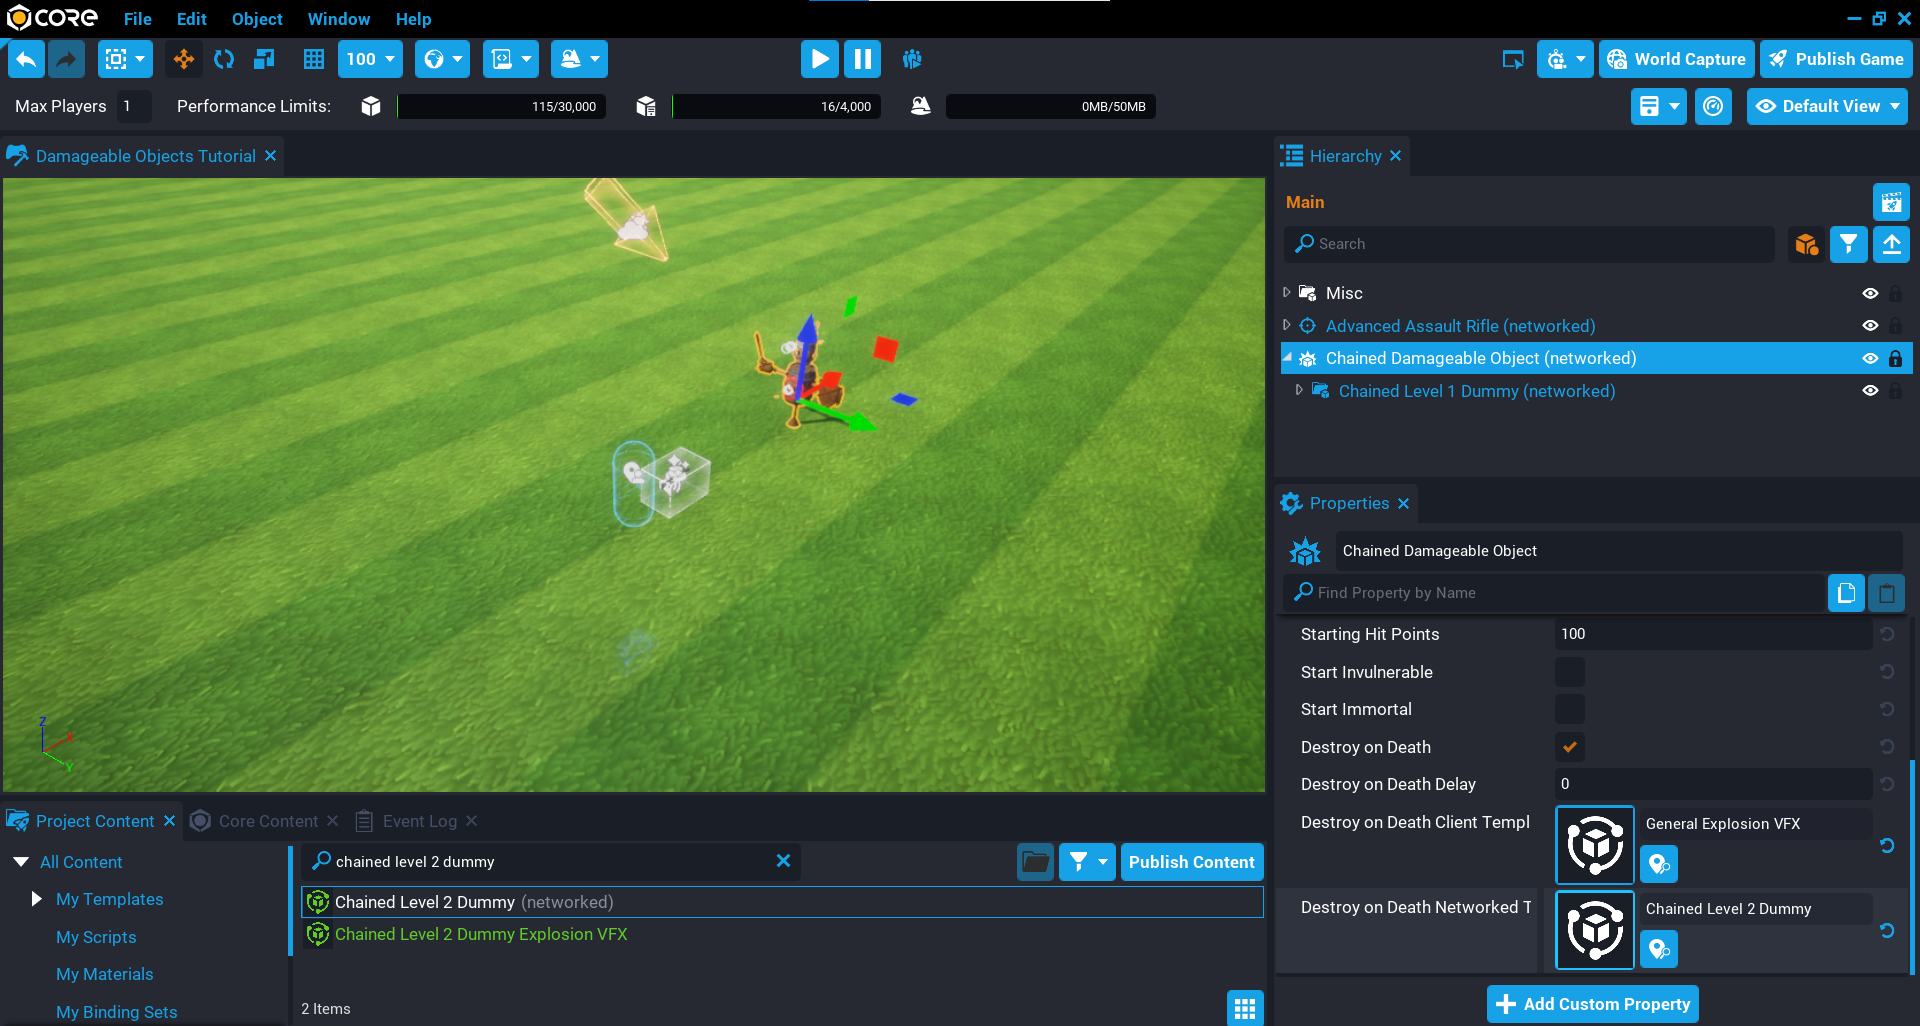 CORE File Edit Object Window Help
100 World Capture Publish Game
Max Players 1 Performance Limits: 115/30,000 16/4,000 0MB/50MB Default View
Damageable Objects Tutorial
Z
X
Y
Hierarchy
Main
Search
Misc
Advanced Assault Rifle (networked)
Chained Damageable Object (networked)
Chained Level 1 Dummy (networked)
Properties
Chained Damageable Object
Find Property by Name
Starting Hit Points 100
Start Invulnerable
Start Immortal
Destroy on Death
Destroy on Death Delay 0
Destroy on Death Client Templ General Explosion VFX
Destroy on Death Networked T Chained Level 2 Dummy
Add Custom Property
Project Content Core Content Event Log
All Content
My Templates
My Scripts
My Materials
My Binding Sets
chained level 2 dummy Publish Content
Chained Level 2 Dummy (networked)
Chained Level 2 Dummy Explosion VFX
2 Items